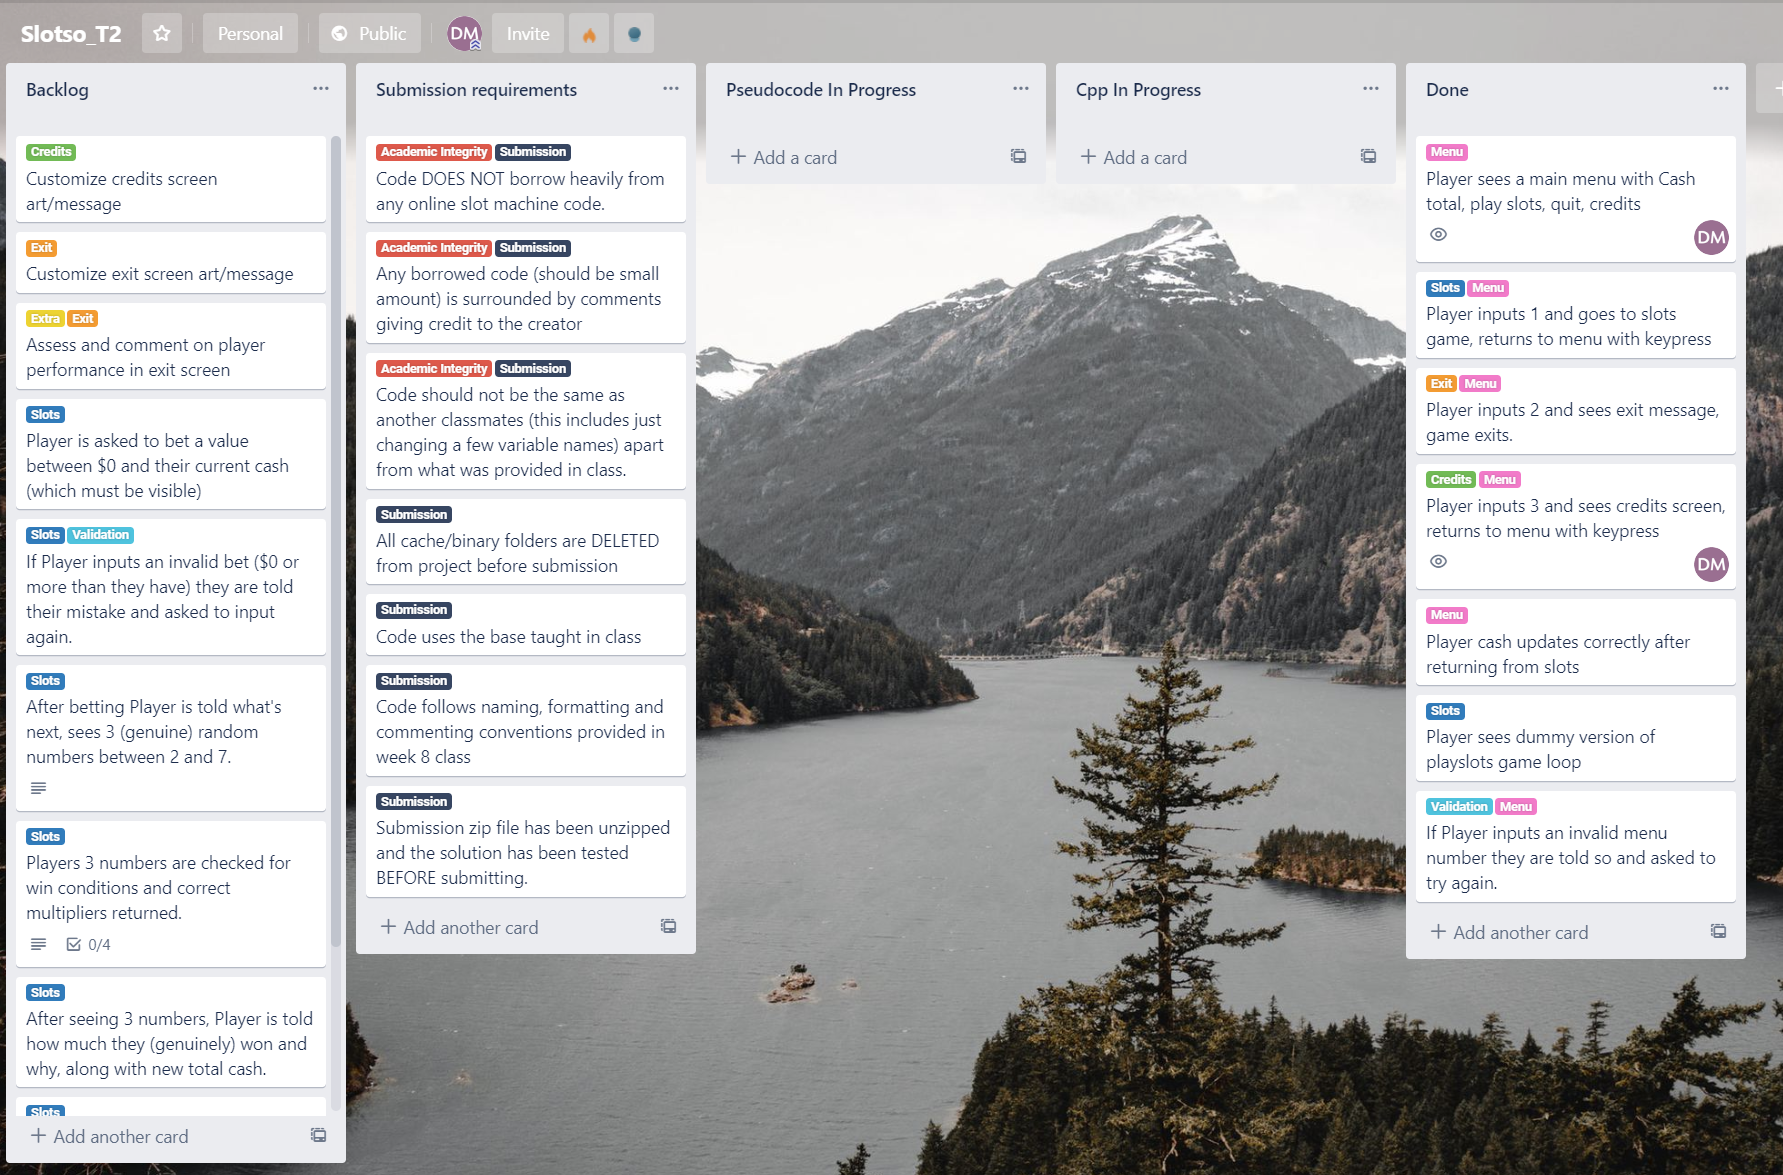 Slotso_T2
Personal
Public
DM
Invite
Backlog
Credits
Customize credits screen
art/message
Exit
Customize exit screen art/message
Extra Exit
Assess and comment on player
performance in exit screen
Slots
Player is asked to bet a value
between $0 and their current cash
(which must be visible)
Slots Validation
If Player inputs an invalid bet ($0 or
more than they have) they are told
their mistake and asked to input
again.
Slots
After betting Player is told what's
next, sees 3 (genuine) random
numbers between 2 and 7.
Slots
Players 3 numbers are checked for
win conditions and correct
multipliers returned.
0/4
Slots
After seeing 3 numbers, Player is told
how much they (genuinely) won and
why, along with new total cash.
Slots
+ Add another card
Submission requirements
Academic Integrity Submission
Code DOES NOT borrow heavily from
any online slot machine code.
Academic Integrity Submission
Any borrowed code (should be small
amount) is surrounded by comments
giving credit to the creator
Academic Integrity Submission
Code should not be the same as
another classmates (this includes just
changing a few variable names) apart
from what was provided in class.
Submission
All cache/binary folders are DELETED
from project before submission
Submission
Code uses the base taught in class
Submission
Code follows naming, formatting and
commenting conventions provided in
week 8 class
Submission
Submission zip file has been unzipped
and the solution has been tested
BEFORE submitting.
+ Add another card
Pseudocode In Progress
+ Add a card
Cpp In Progress
+ Add a card
Done
Menu
Player sees a main menu with Cash
total, play slots, quit, credits
DM
Slots Menu
Player inputs 1 and goes to slots
game, returns to menu with keypress
Exit Menu
Player inputs 2 and sees exit message,
game exits.
Credits Menu
Player inputs 3 and sees credits screen,
returns to menu with keypress
DM
Menu
Player cash updates correctly after
returning from slots
Slots
Player sees dummy version of
playslots game loop
Validation Menu
If Player inputs an invalid menu
number they are told so and asked to
try again.
+ Add another card